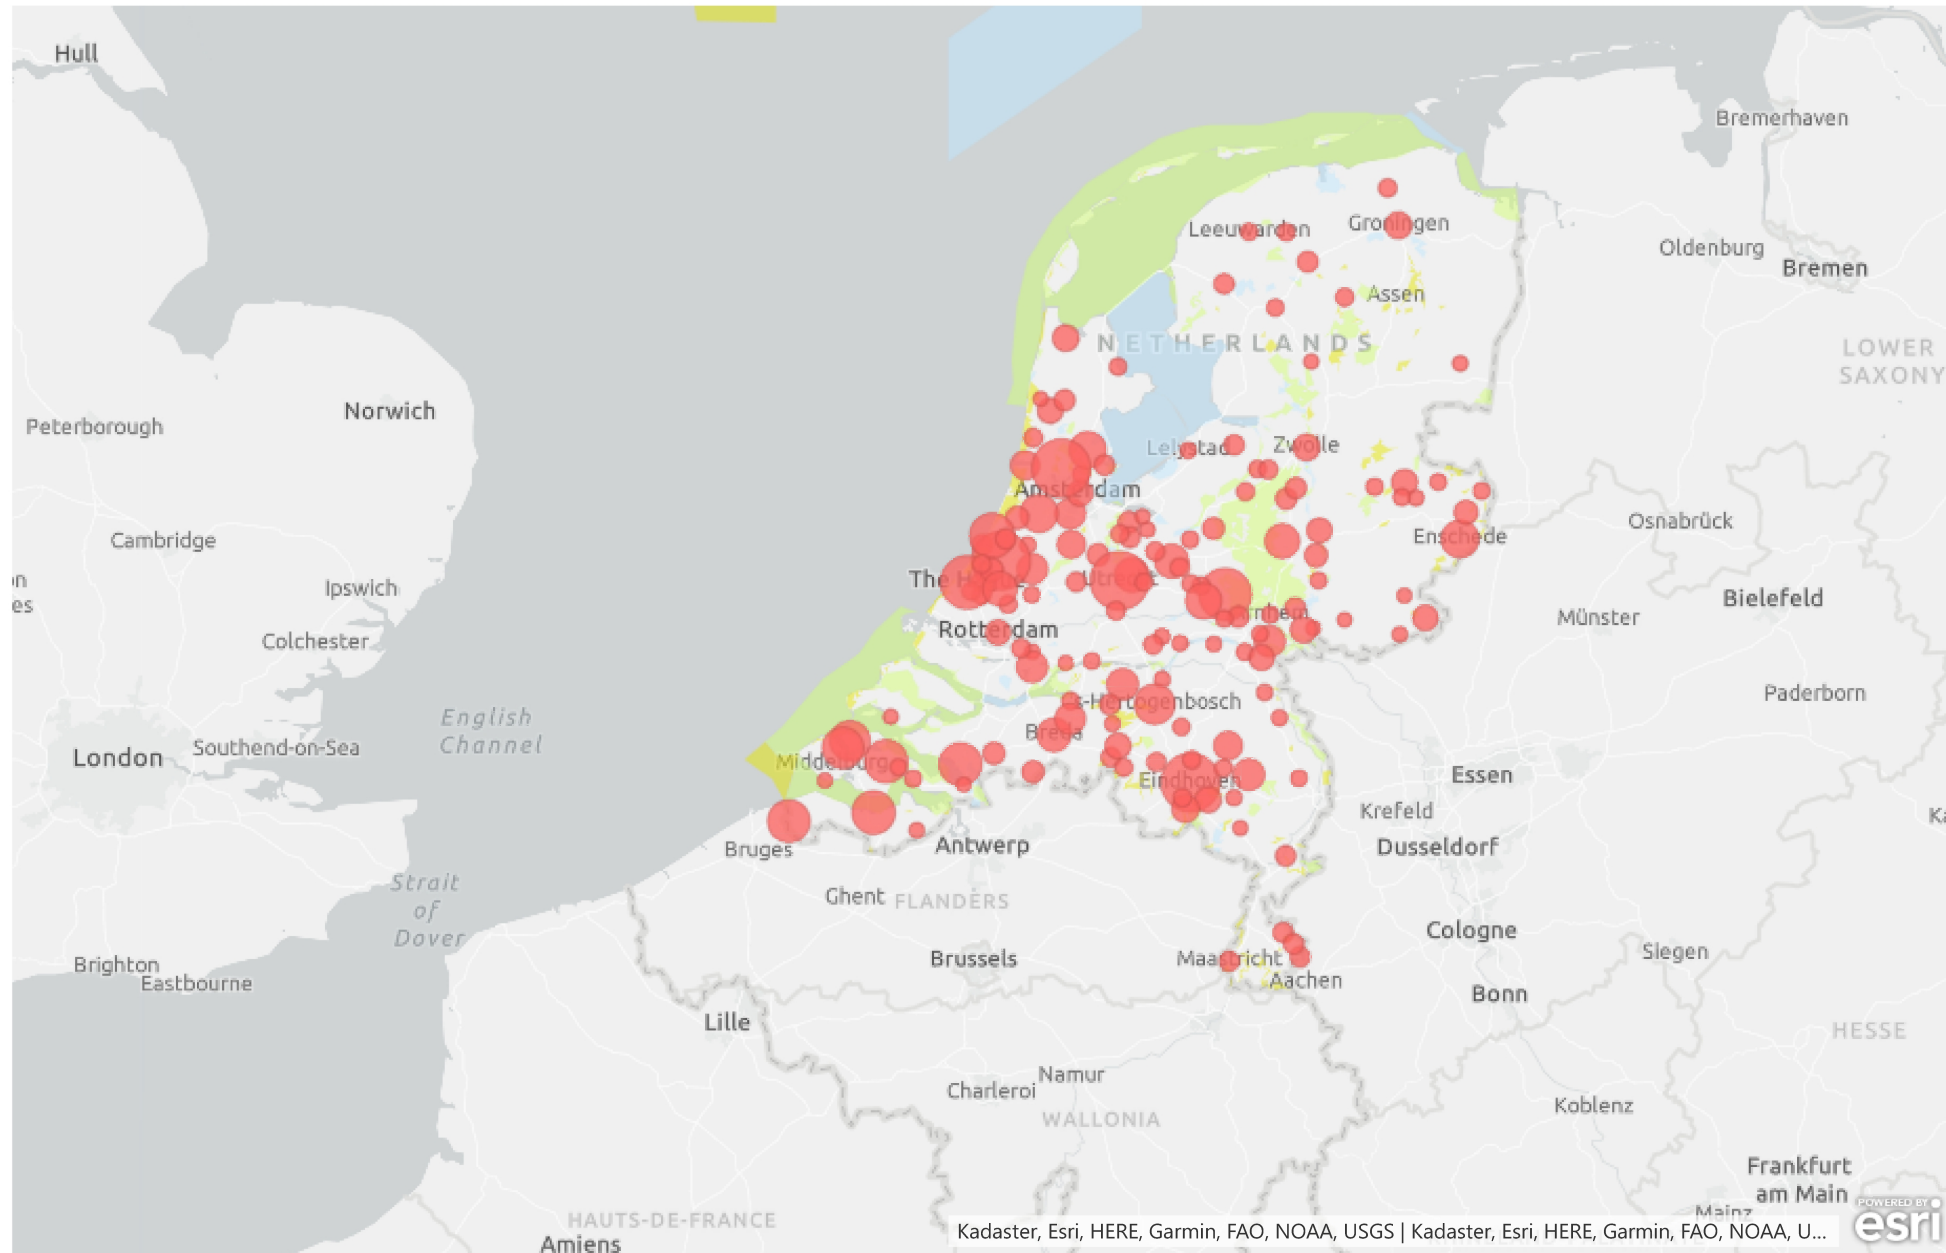 Hull
Bremerhaven
Leeuwarden
Groningen
Oldenburg
Bremen
Assen
NETHERLANDS
LOWER
SAXONY
Norwich
Peterborough
Lelystad
Zwolle
Amsterdam
Osnabrück
Enschede
Cambridge
Ipswich
The Hague
Utrecht
Bielefeld
Arnhem
Münster
Colchester
Rotterdam
Paderborn
's-Hertogenbosch
English
Channel
Breda
London
Southend-on-Sea
Middelburg
Eindhoven
Essen
Krefeld
Bruges
Antwerp
Dusseldorf
Strait
of
Dover
Ghent
FLANDERS
Cologne
Siegen
Brighton
Eastbourne
Brussels
Maastricht
Aachen
Bonn
Lille
HESSE
Namur
Charleroi
WALLONIA
Koblenz
Frankfurt
am Main
Mainz
HAUTS-DE-FRANCE
Amiens
Kadaster, Esri, HERE, Garmin, FAO, NOAA, USGS | Kadaster, Esri, HERE, Garmin, FAO, NOAA, U...
POWERED BY
esri